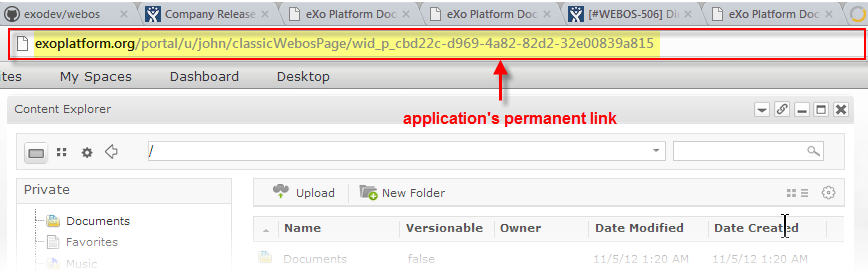 exodev/webos Company Release eXo Platform Doc eXo Platform Doc [#WEBOS-506] Di eXo Platform Doc
exoplatform.org/portal/u/john/classicWebosPage/wid_p_cbd22c-d969-4a82-82d2-32e00839a815
ites My Spaces Dashboard Desktop
application's permanent link
Content Explorer
/
Private
Upload New Folder
Documents
Name Versionable Owner Date Modified Date Created
Favorites
Documents false 11/5/12 1:20 AM 11/5/12 1:20 AM
Music